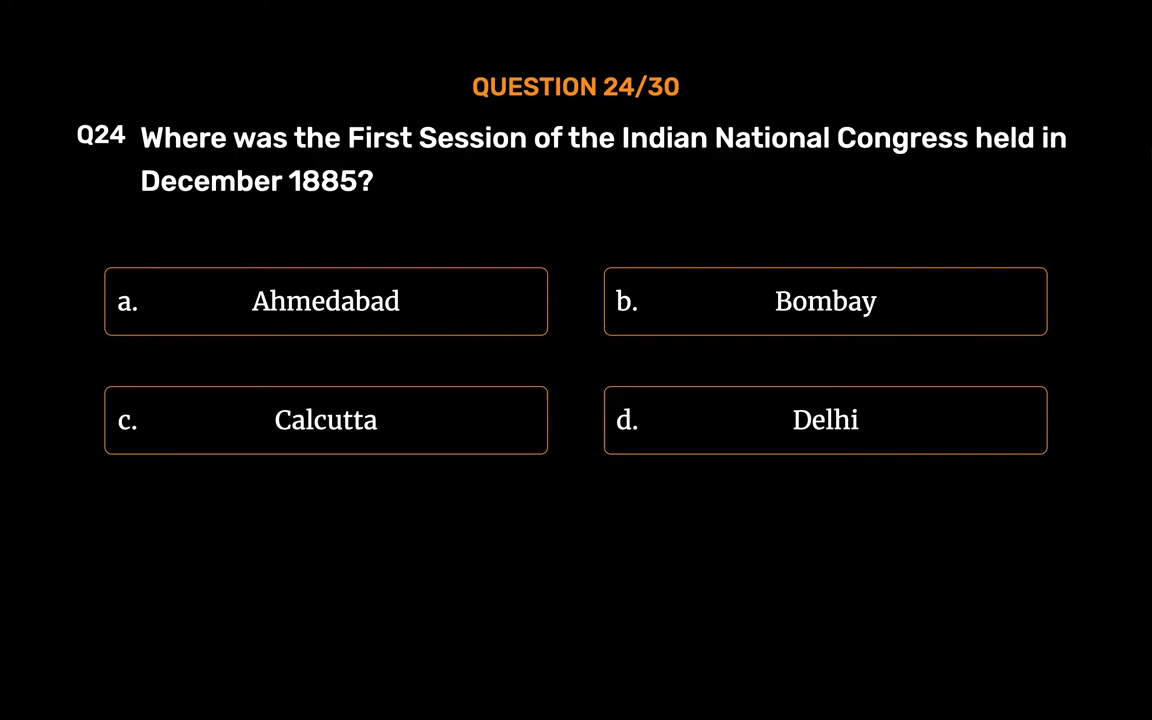 QUESTION 24/30
Q24 Where was the First Session of the Indian National Congress held in
December 1885?
a. Ahmedabad
b. Bombay
c. Calcutta
d. Delhi